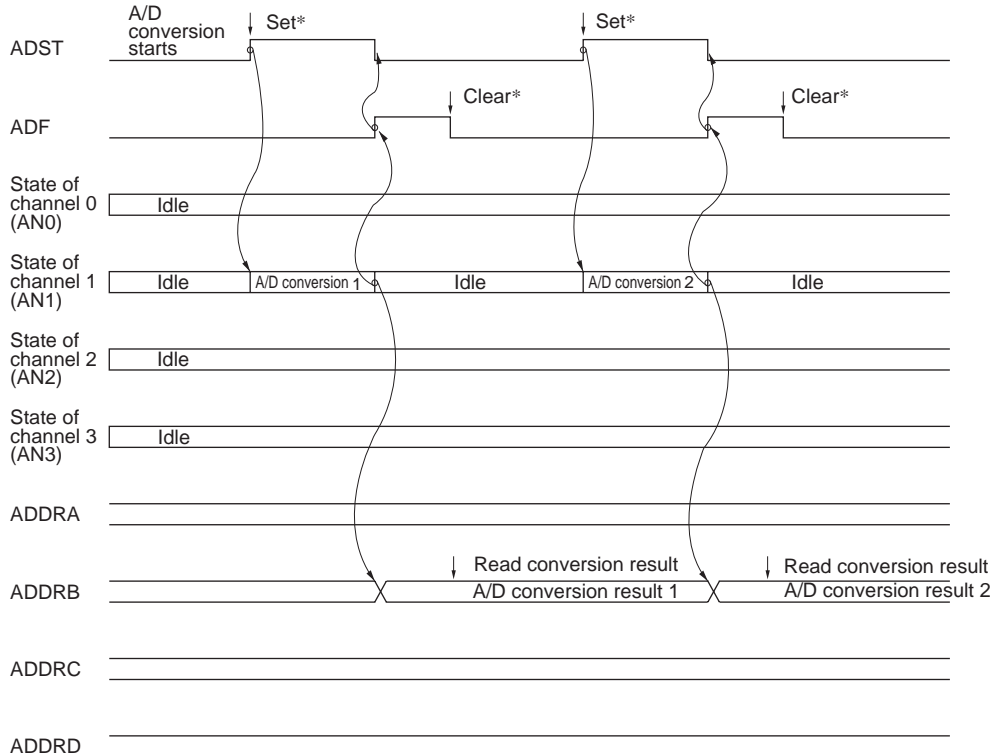 A/D
conversion
starts
Set*
Set*
ADST
Clear*
Clear*
ADF
State of
channel 0
(AN0)
Idle
State of
channel 1
(AN1)
Idle
A/D conversion 1
Idle
A/D conversion 2
Idle
State of
channel 2
(AN2)
Idle
State of
channel 3
(AN3)
Idle
ADDRA
ADDRB
Read conversion result
A/D conversion result 1
Read conversion result
A/D conversion result 2
ADDRC
ADDRD